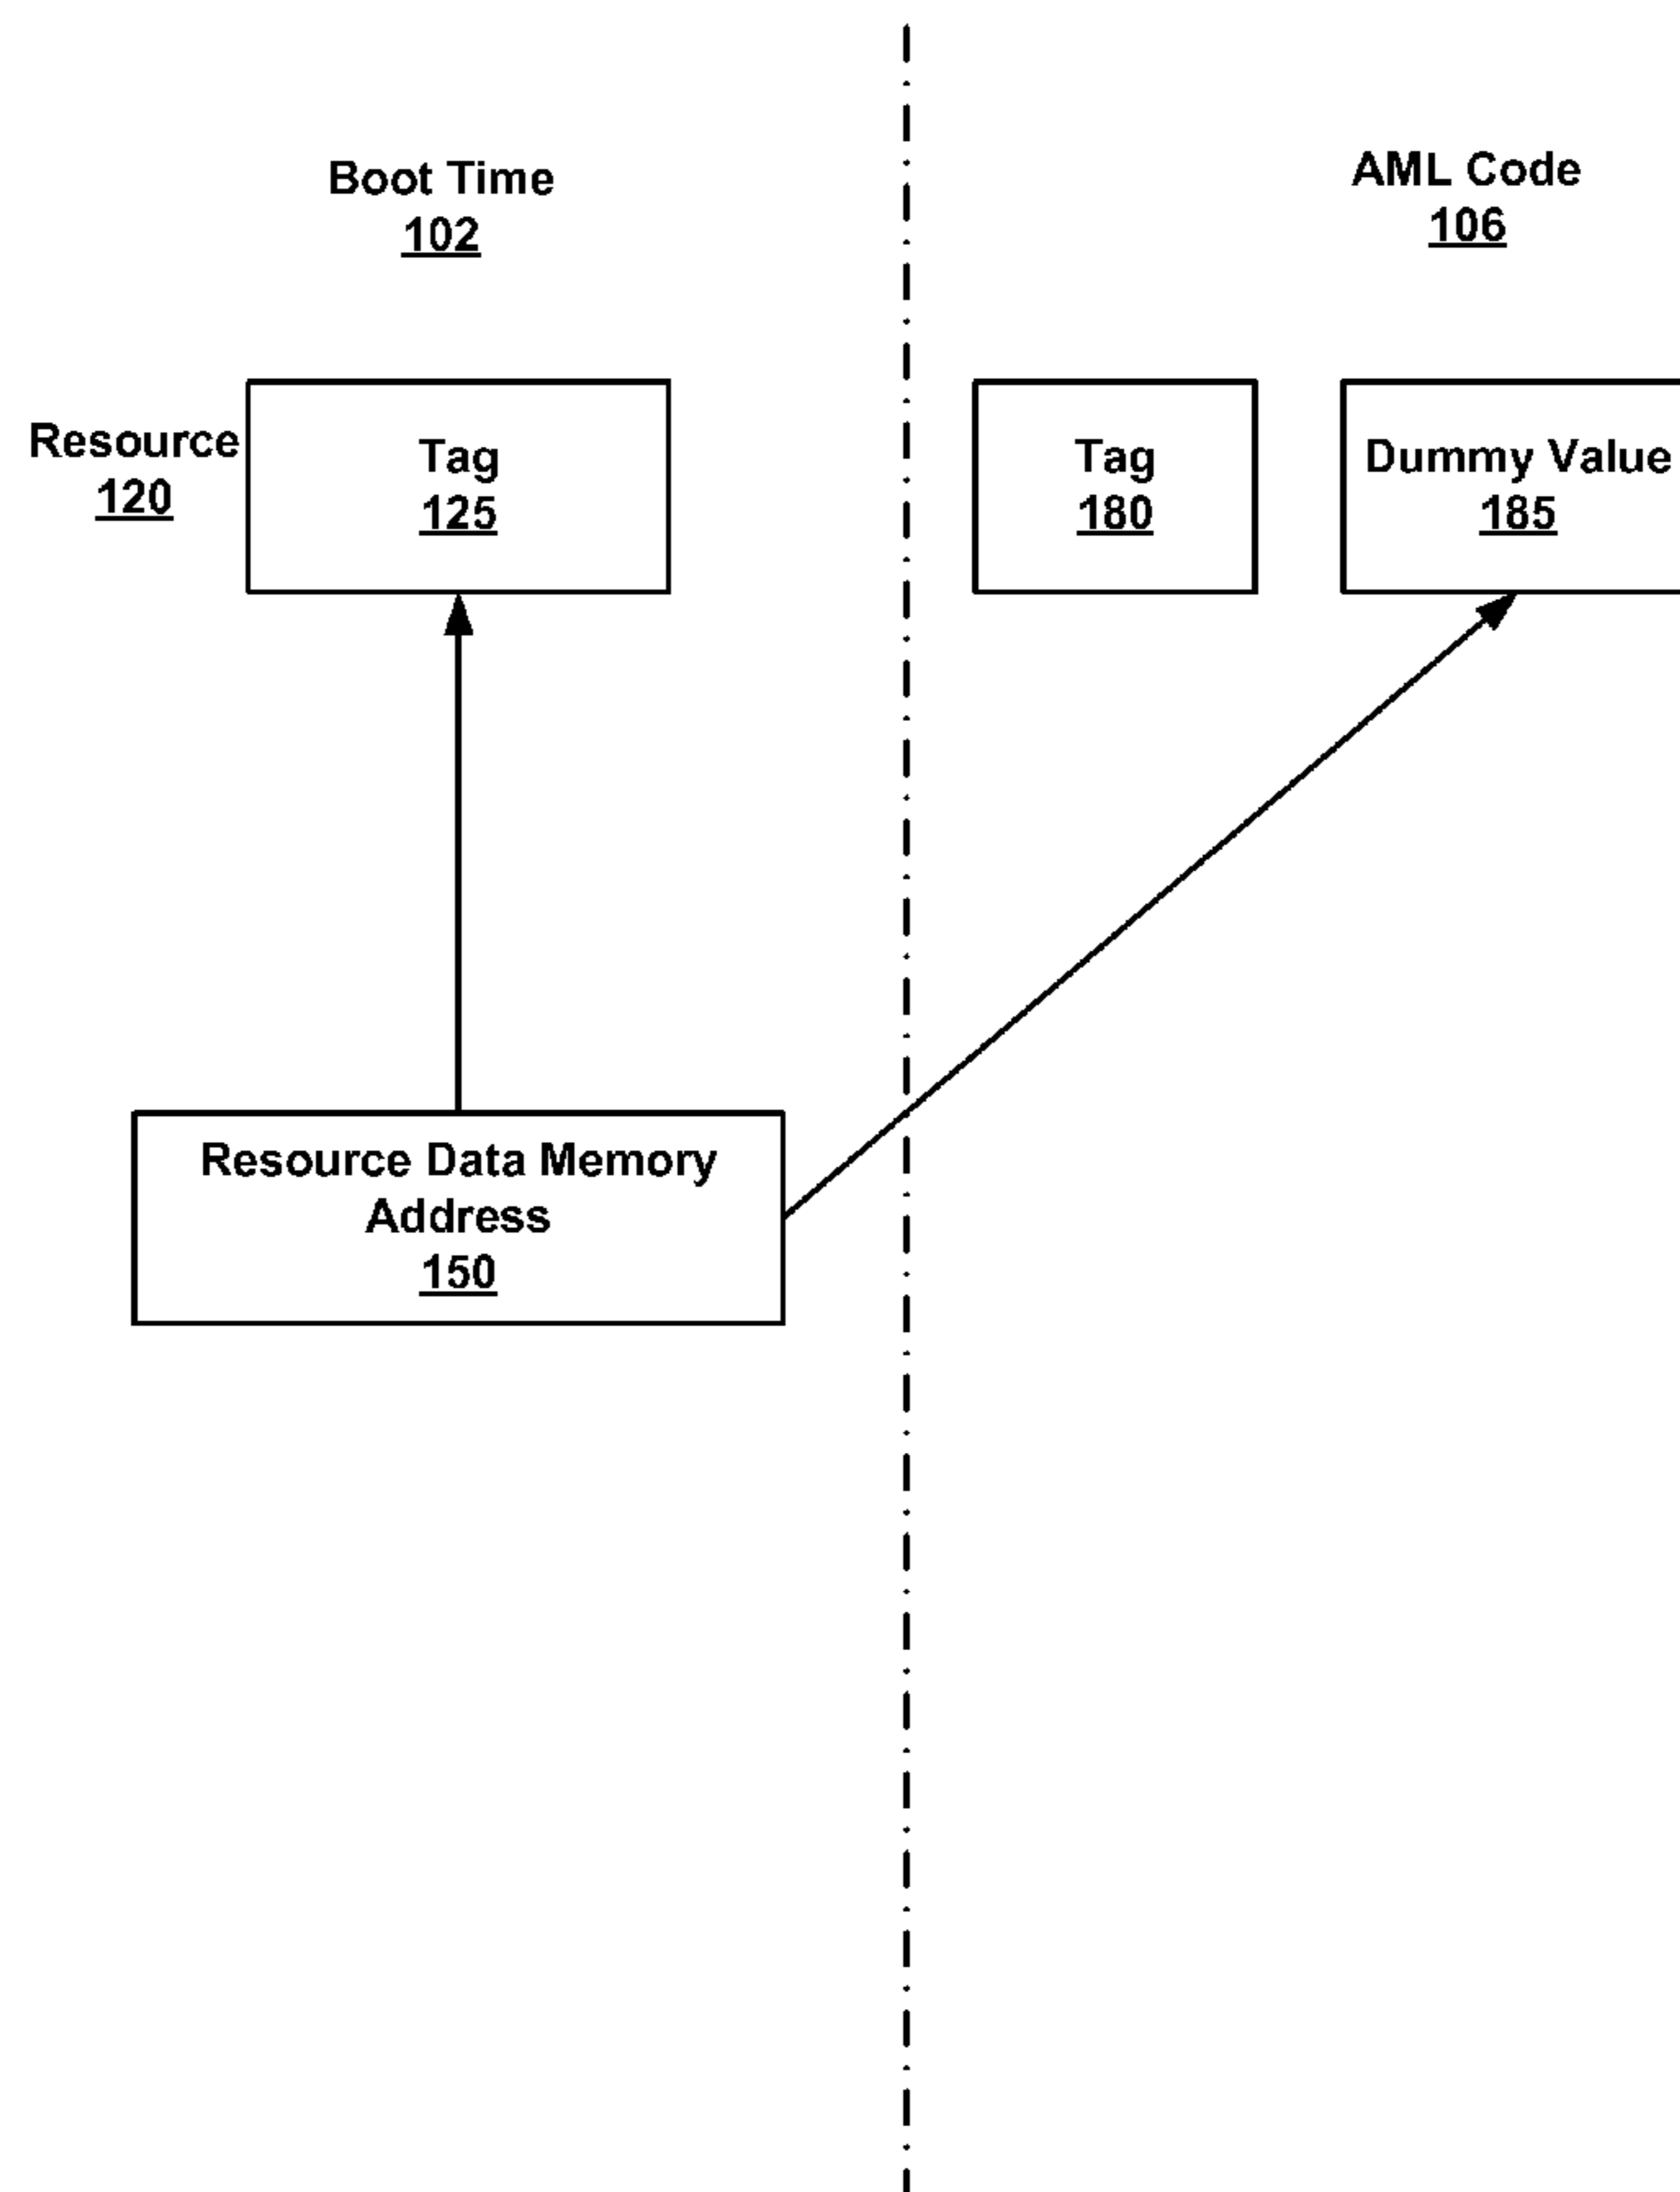 Boot Time
102
AML Code
106
Resource
120
Tag
125
Tag
180
Dummy Value
185
Resource Data Memory
Address
150